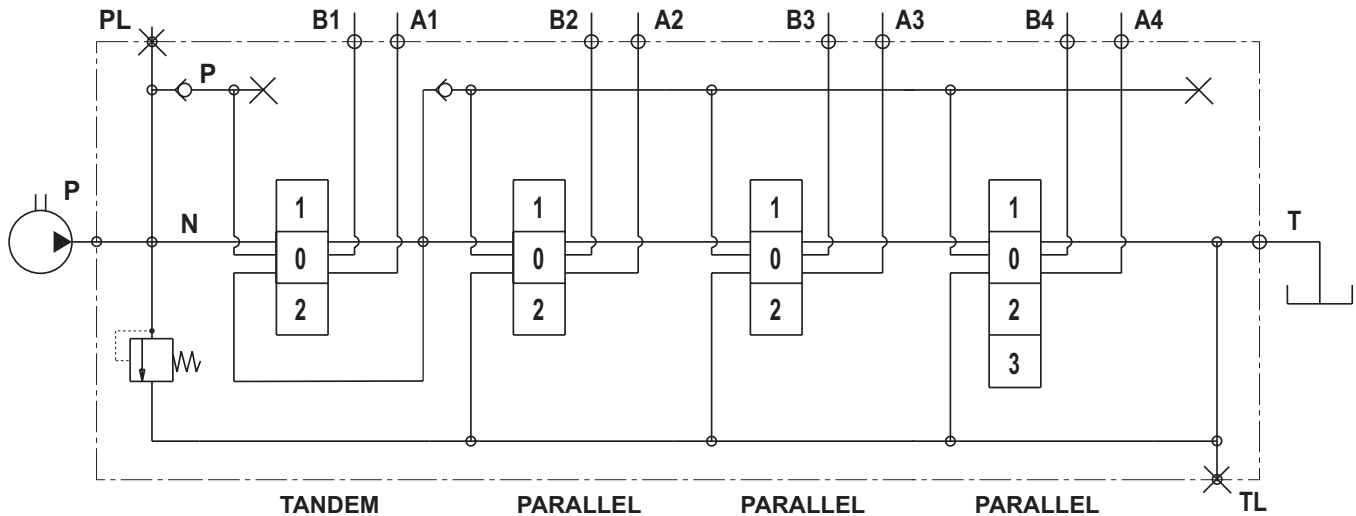 PL B1 A1 B2 A2 B3 A3 B4 A4
P
P N T
1 1 1 1
0 0 0 0
2 2 2 2
3
TL
TANDEM PARALLEL PARALLEL PARALLEL